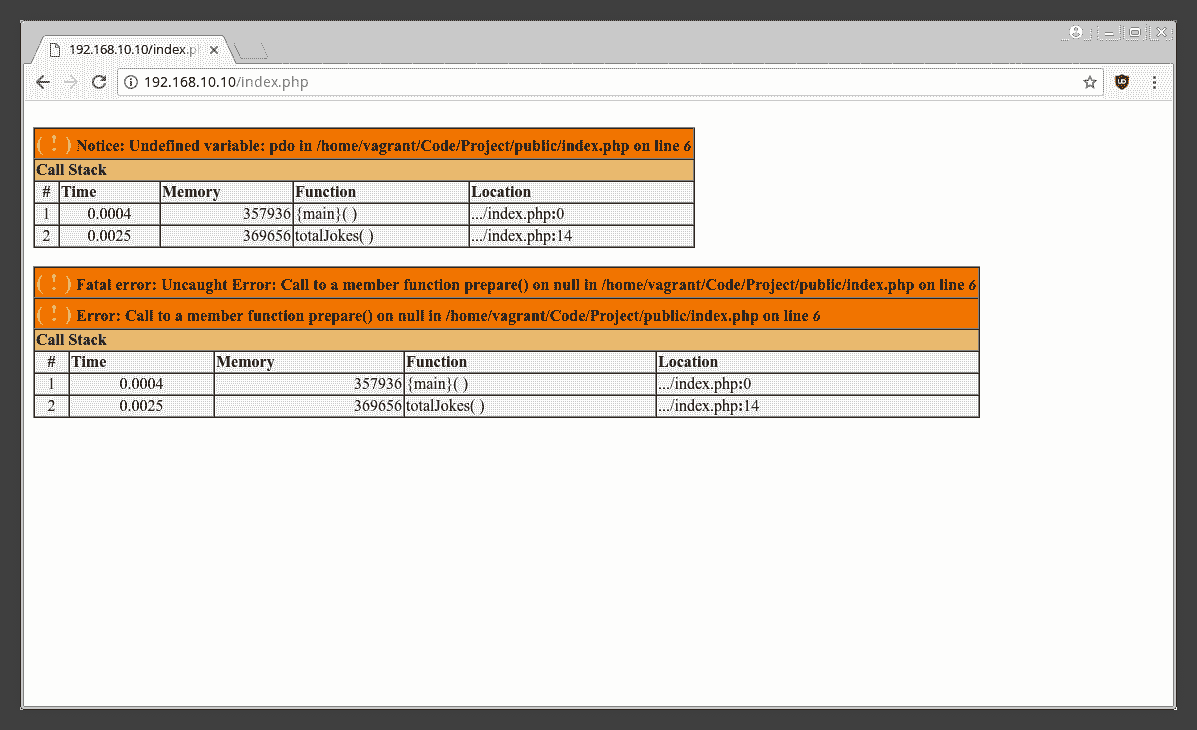 192.168.10.10/index.p
192.168.10.10/index.php
( ! ) Notice: Undefined variable: pdo in /home/vagrant/Code/Project/public/index.php on line 6
Call Stack
# Time Memory Function Location
1 0.0004 357936 {main}( ) .../index.php:0
2 0.0025 369656 totalJokes( ) .../index.php:14
( ! ) Fatal error: Uncaught Error: Call to a member function prepare() on null in /home/vagrant/Code/Project/public/index.php on line 6
( ! ) Error: Call to a member function prepare() on null in /home/vagrant/Code/Project/public/index.php on line 6
Call Stack
# Time Memory Function Location
1 0.0004 357936 {main}( ) .../index.php:0
2 0.0025 369656 totalJokes( ) .../index.php:14